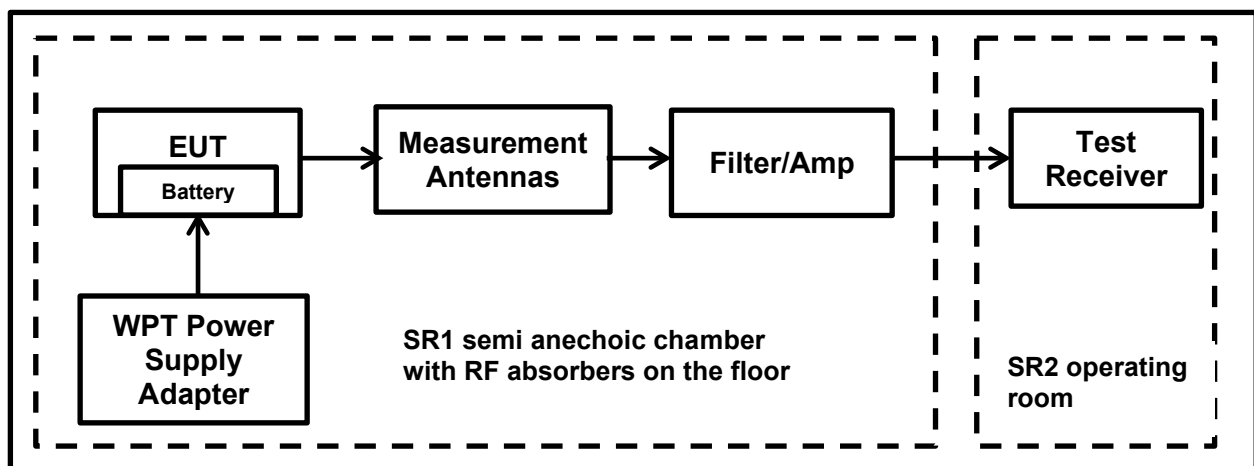 EUT
Battery
Measurement
Antennas
Filter/Amp
Test
Receiver
WPT Power
Supply
Adapter
SR1 semi anechoic chamber
with RF absorbers on the floor
SR2 operating
room